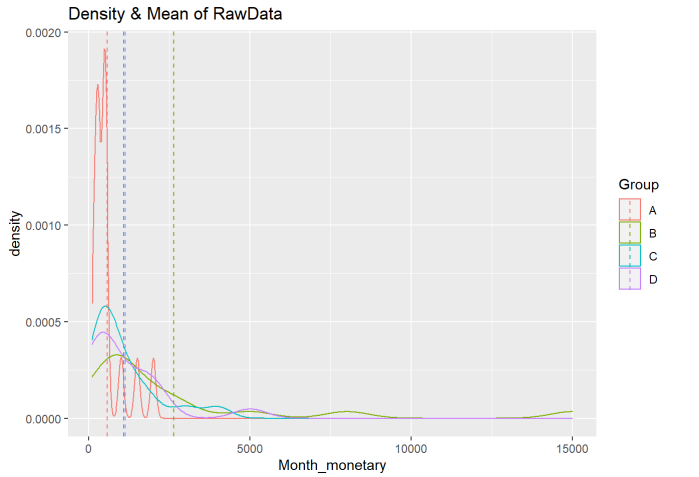 Density & Mean of RawData
0.0020
0.0015
0.0010
0.0005
0.0000
density
0
5000
10000
15000
Month_monetary
Group
A
B
C
D